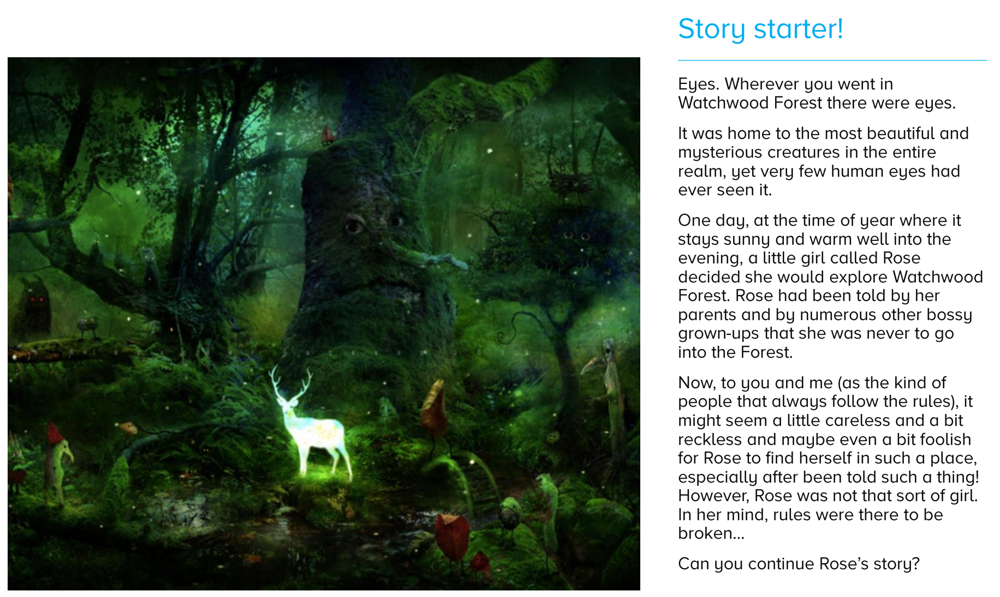 Story starter!
Eyes. Wherever you went in
Watchwood Forest there were eyes.
It was home to the most beautiful and
mysterious creatures in the entire
realm, yet very few human eyes had
ever seen it.
One day, at the time of year where it
stays sunny and warm well into the
evening, a little girl called Rose
decided she would explore Watchwood
Forest. Rose had been told by her
parents and by numerous other bossy
grown-ups that she was never to go
into the Forest.
Now, to you and me (as the kind of
people that always follow the rules), it
might seem a little careless and a bit
reckless and maybe even a bit foolish
for Rose to find herself in such a place,
especially after been told such a thing!
However, Rose was not that sort of girl.
In her mind, rules were there to be
broken...
Can you continue Rose’s story?